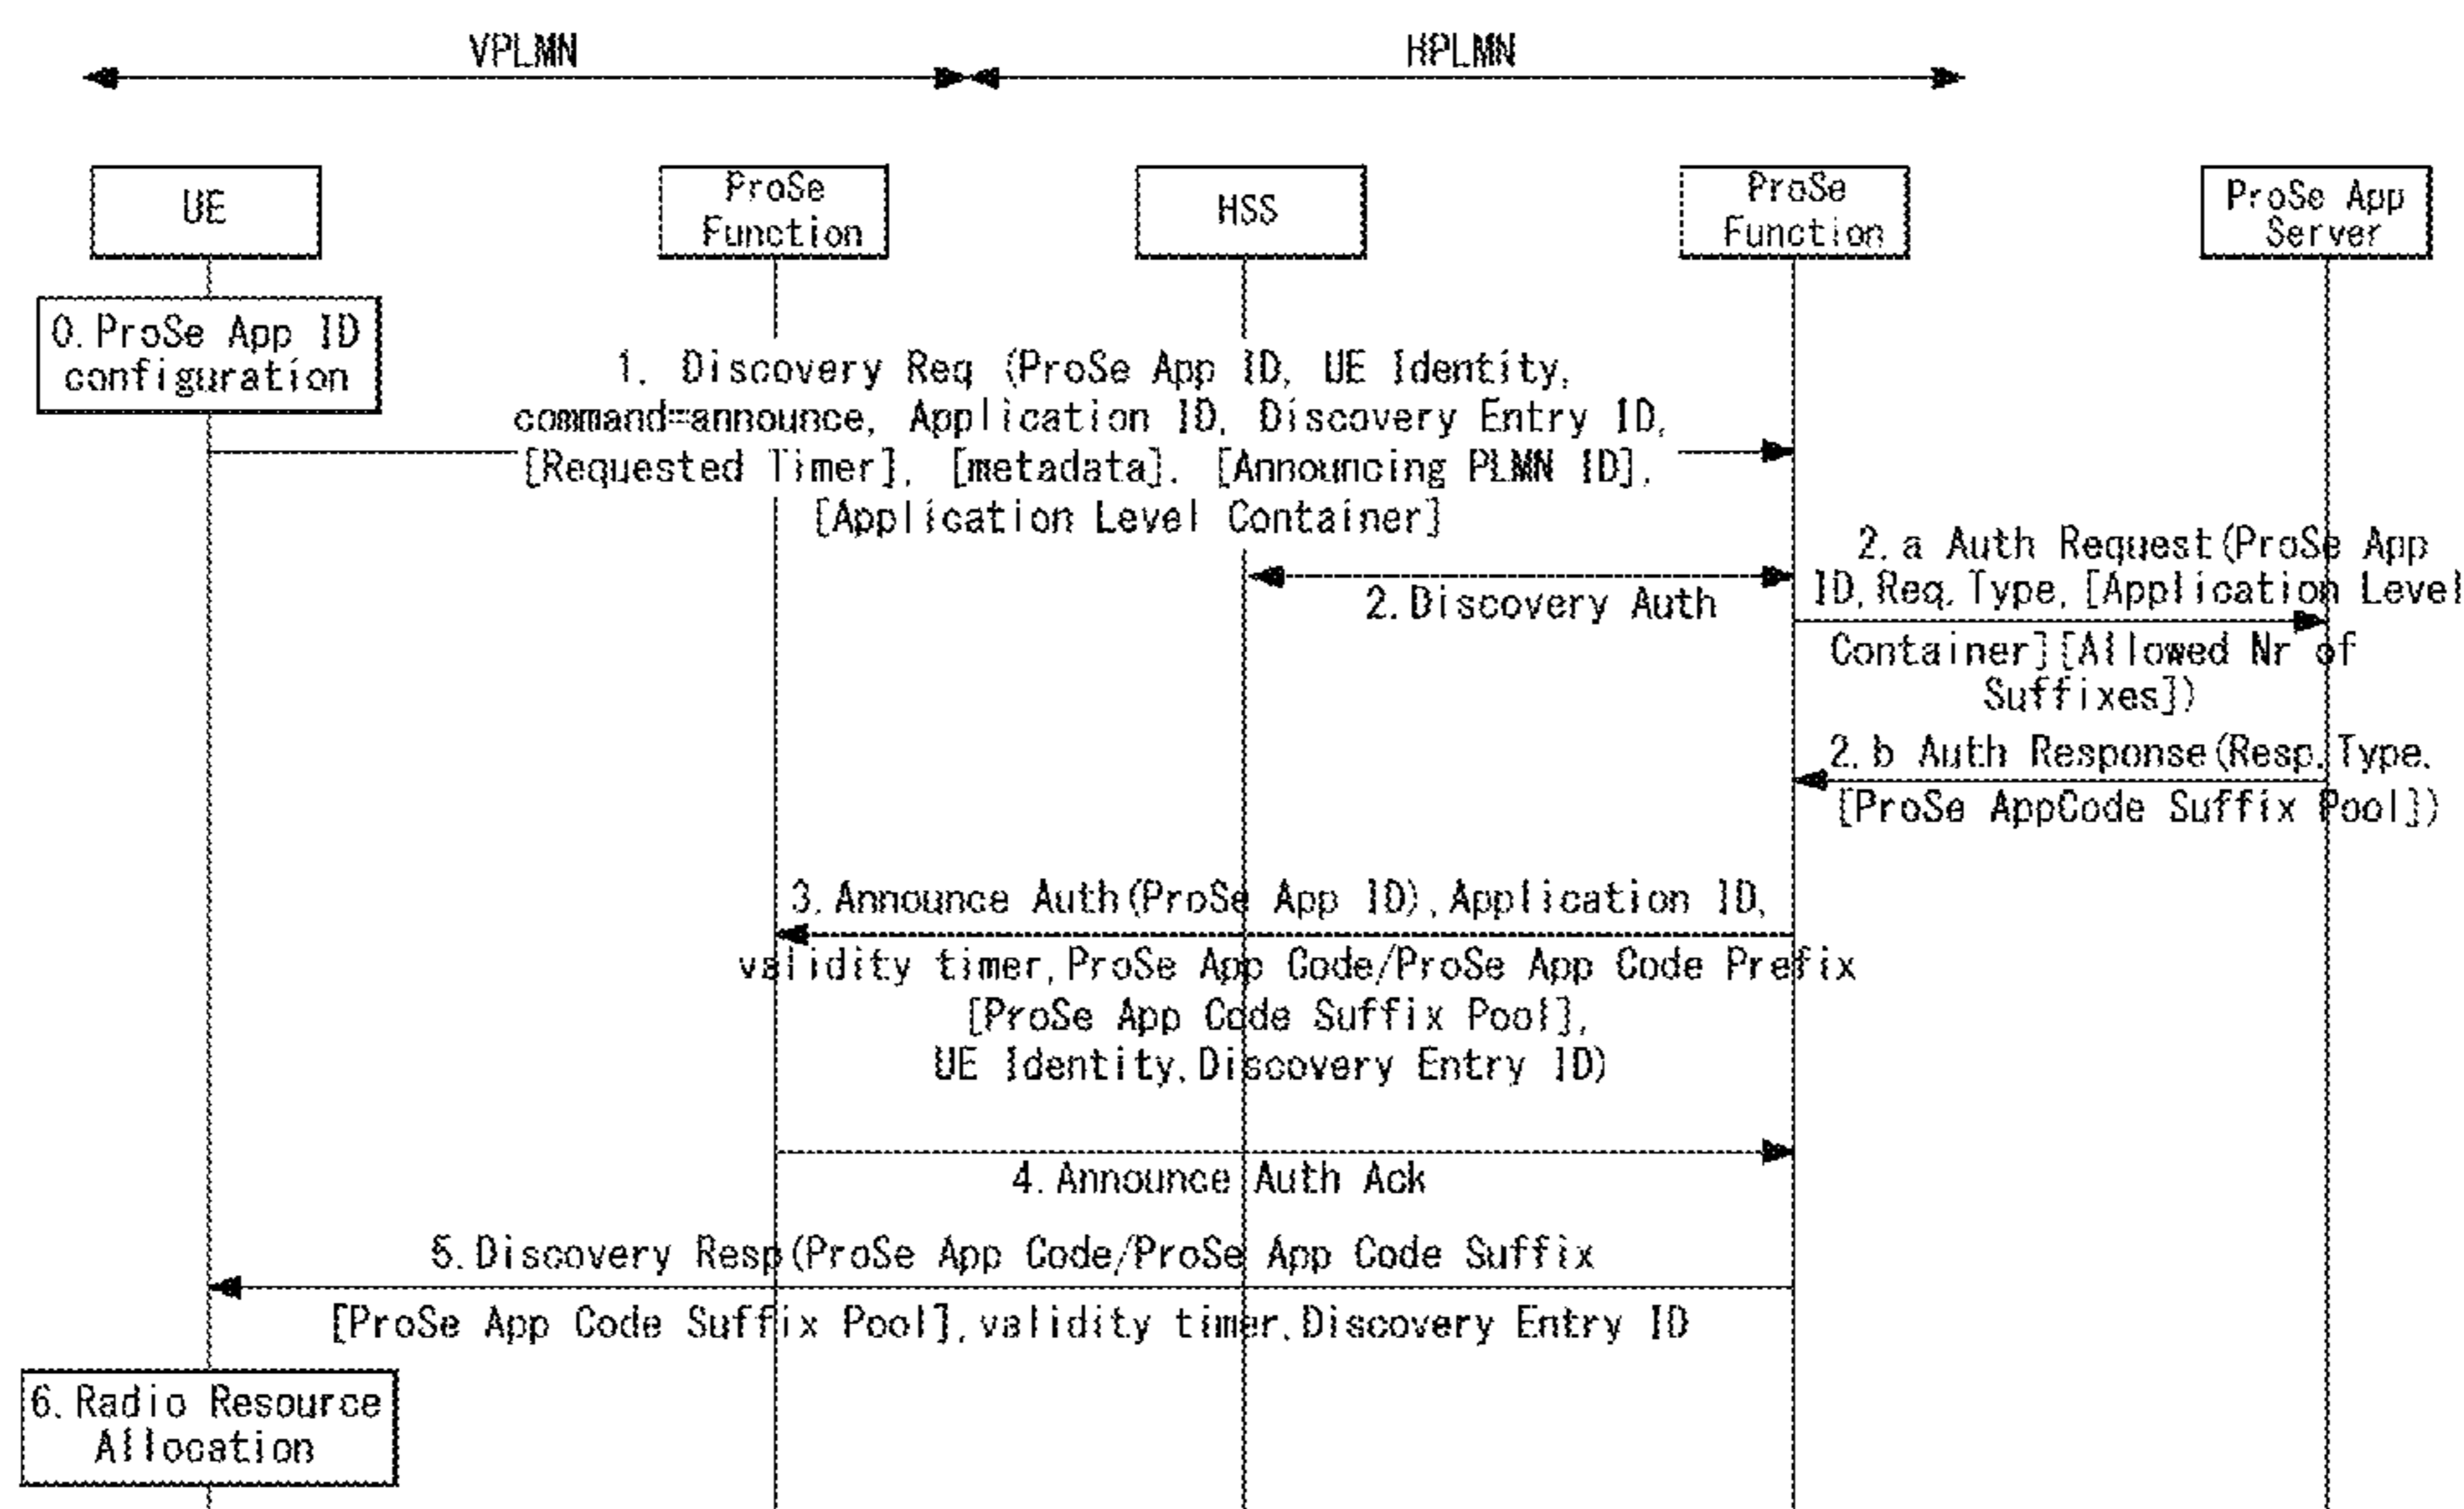 VPLMN
HPLMN
UE
ProSe
Function
HSS
ProSe
Function
ProSe App
Server
0.ProSe App ID
configuration
1. Discovery Req (ProSe App ID, UE Identity,
command=announce, Application ID, Discovery Entry ID,
[Requested Timer], [metadata], [Announcing PLMN ID],
[Application Level Container]
2.Discovery Auth
2.a Auth Request(ProSe App
ID,Req.Type,[Application Level
Container][Allowed Nr of
Suffixes])
2.b Auth Response(Resp.Type,
[ProSe AppCode Suffix Pool])
3.Announce Auth(ProSe App ID),Application ID,
validity timer,ProSe App Code/ProSe App Code Prefix
[ProSe App Code Suffix Pool],
UE Identity,Discovery Entry ID)
4.Announce Auth Ack
5.Discovery Resp(ProSe App Code/ProSe App Code Suffix
[ProSe App Code Suffix Pool],validity timer,Discovery Entry ID
6.Radio Resource
Allocation